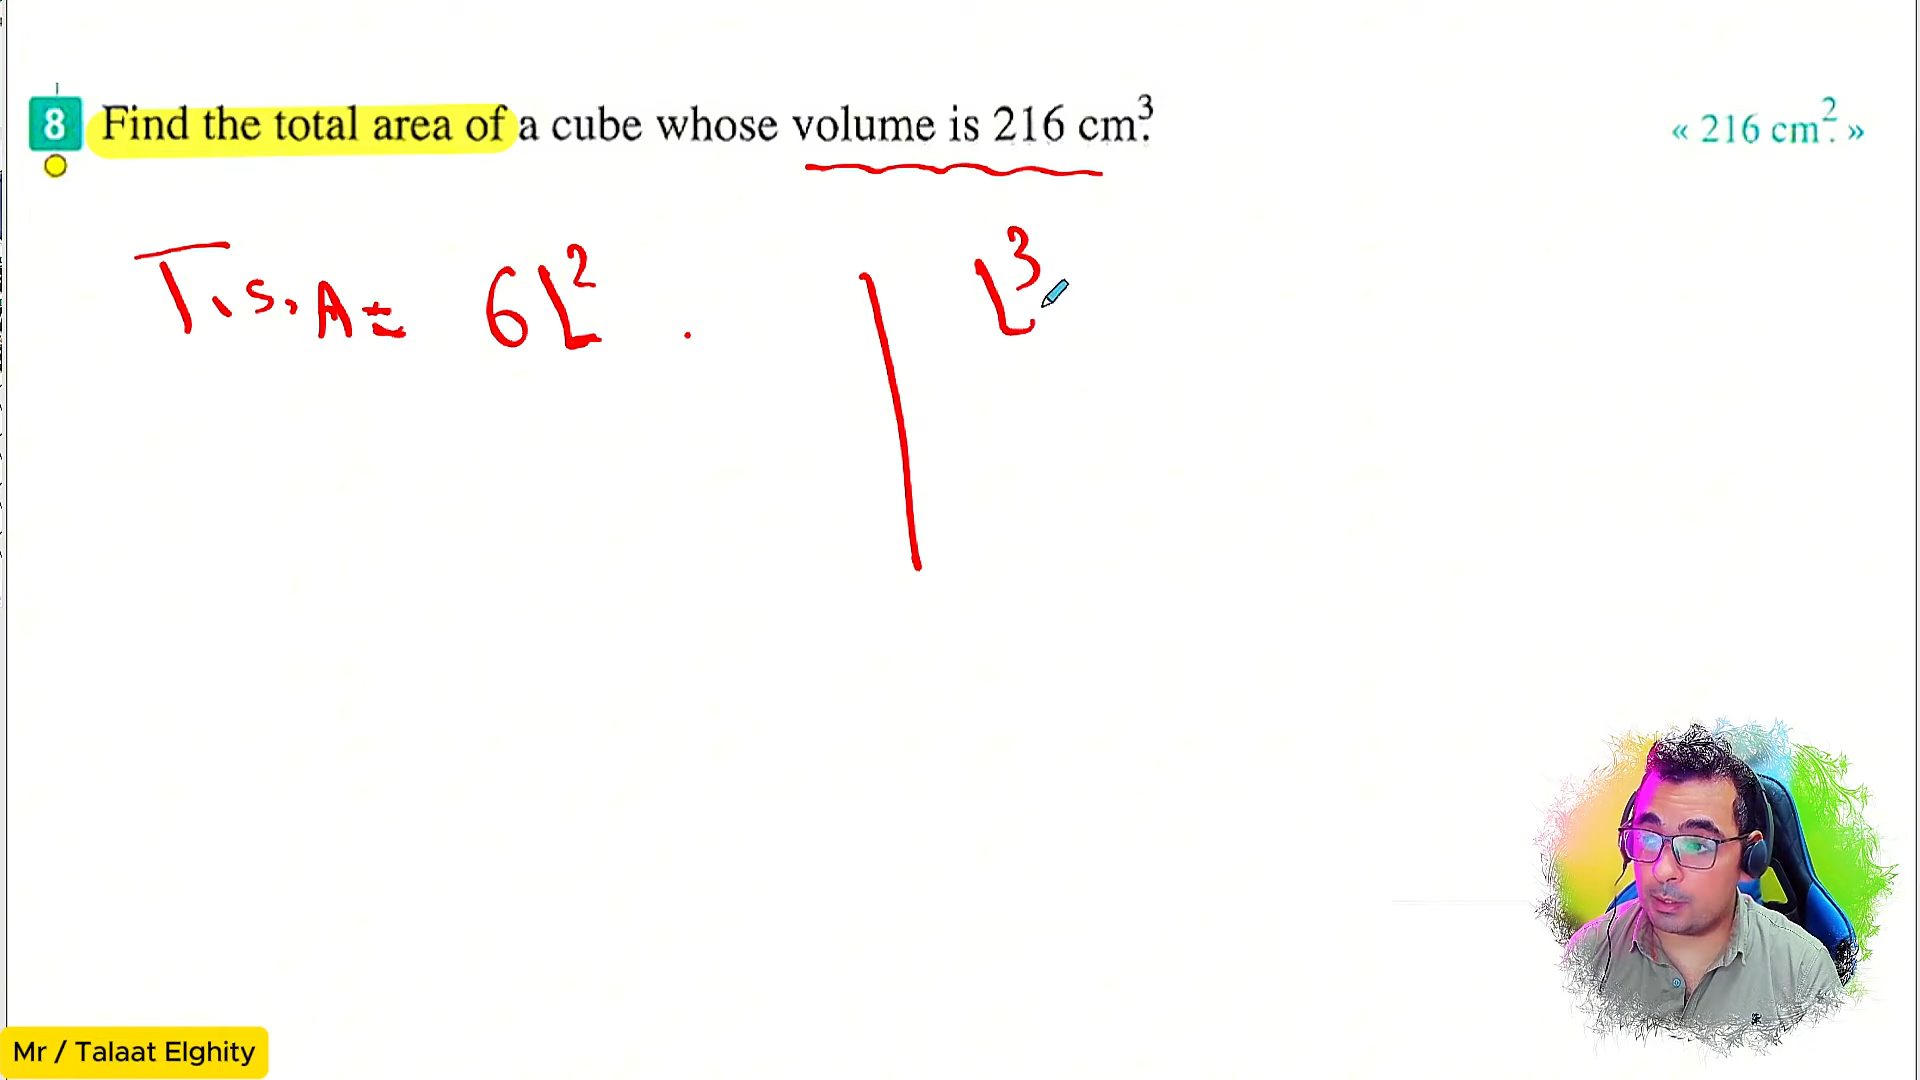 8 Find the total area of a cube whose volume is 216 cm³.
« 216 cm². »
T.S.A = 6L² .
L³
Mr / Talaat Elghity